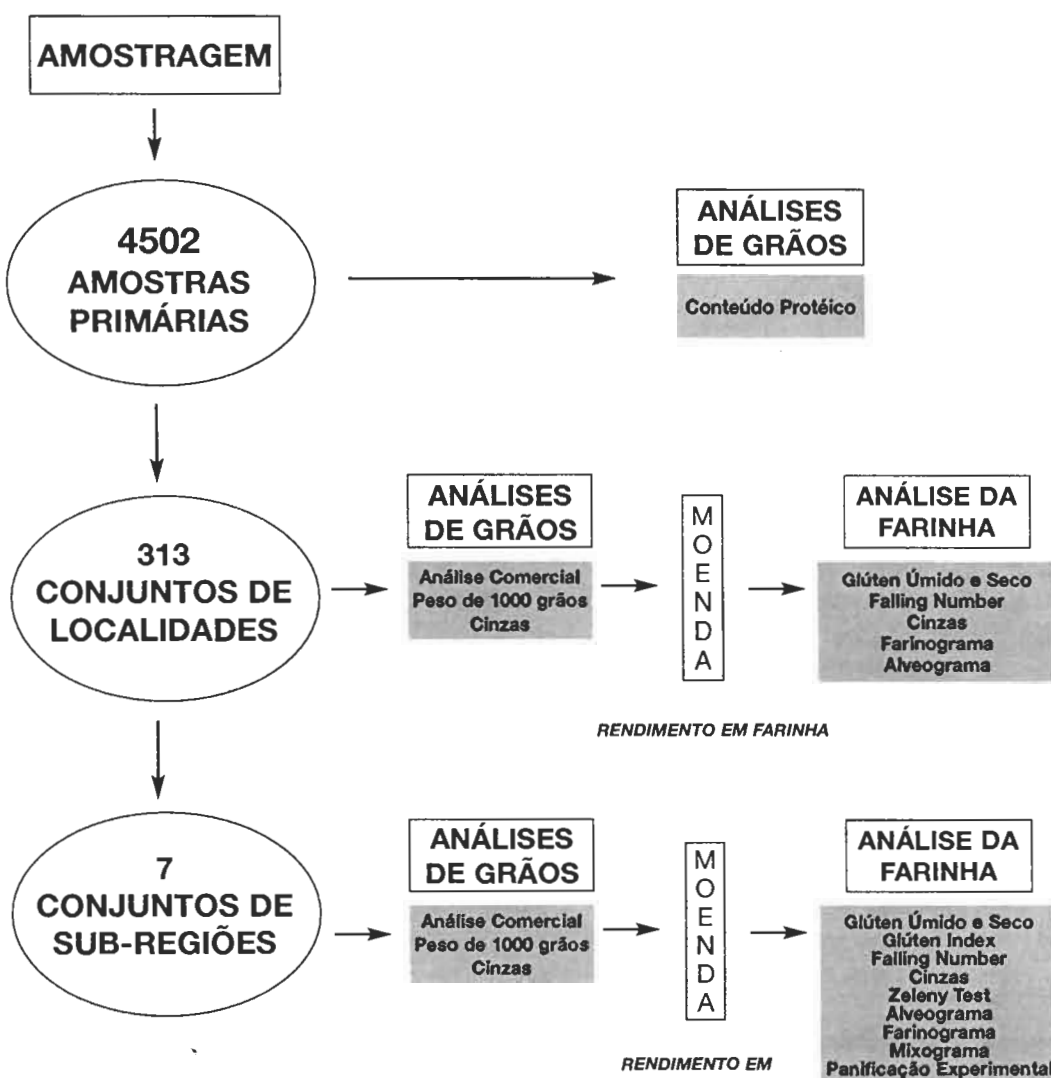 AMOSTRAGEM
4502
AMOSTRAS
PRIMÁRIAS
ANÁLISES
DE GRÃOS
Conteúdo Protéico
313
CONJUNTOS DE
LOCALIDADES
ANÁLISES
DE GRÃOS
Análise Comercial
Peso de 1000 grãos
Cinzas
M
O
E
N
D
A
ANÁLISE DA
FARINHA
Glúten Úmido e Seco
Falling Number
Cinzas
Farinograma
Alveograma
RENDIMENTO EM FARINHA
7
CONJUNTOS DE
SUB-REGIÕES
ANÁLISES
DE GRÃOS
Análise Comercial
Peso de 1000 grãos
Cinzas
M
O
E
N
D
A
ANÁLISE DA
FARINHA
Glúten Úmido e Seco
Glúten Index
Falling Number
Cinzas
Zeleny Test
Alveograma
Farinograma
Mixograma
Panificação Experimental
RENDIMENTO EM